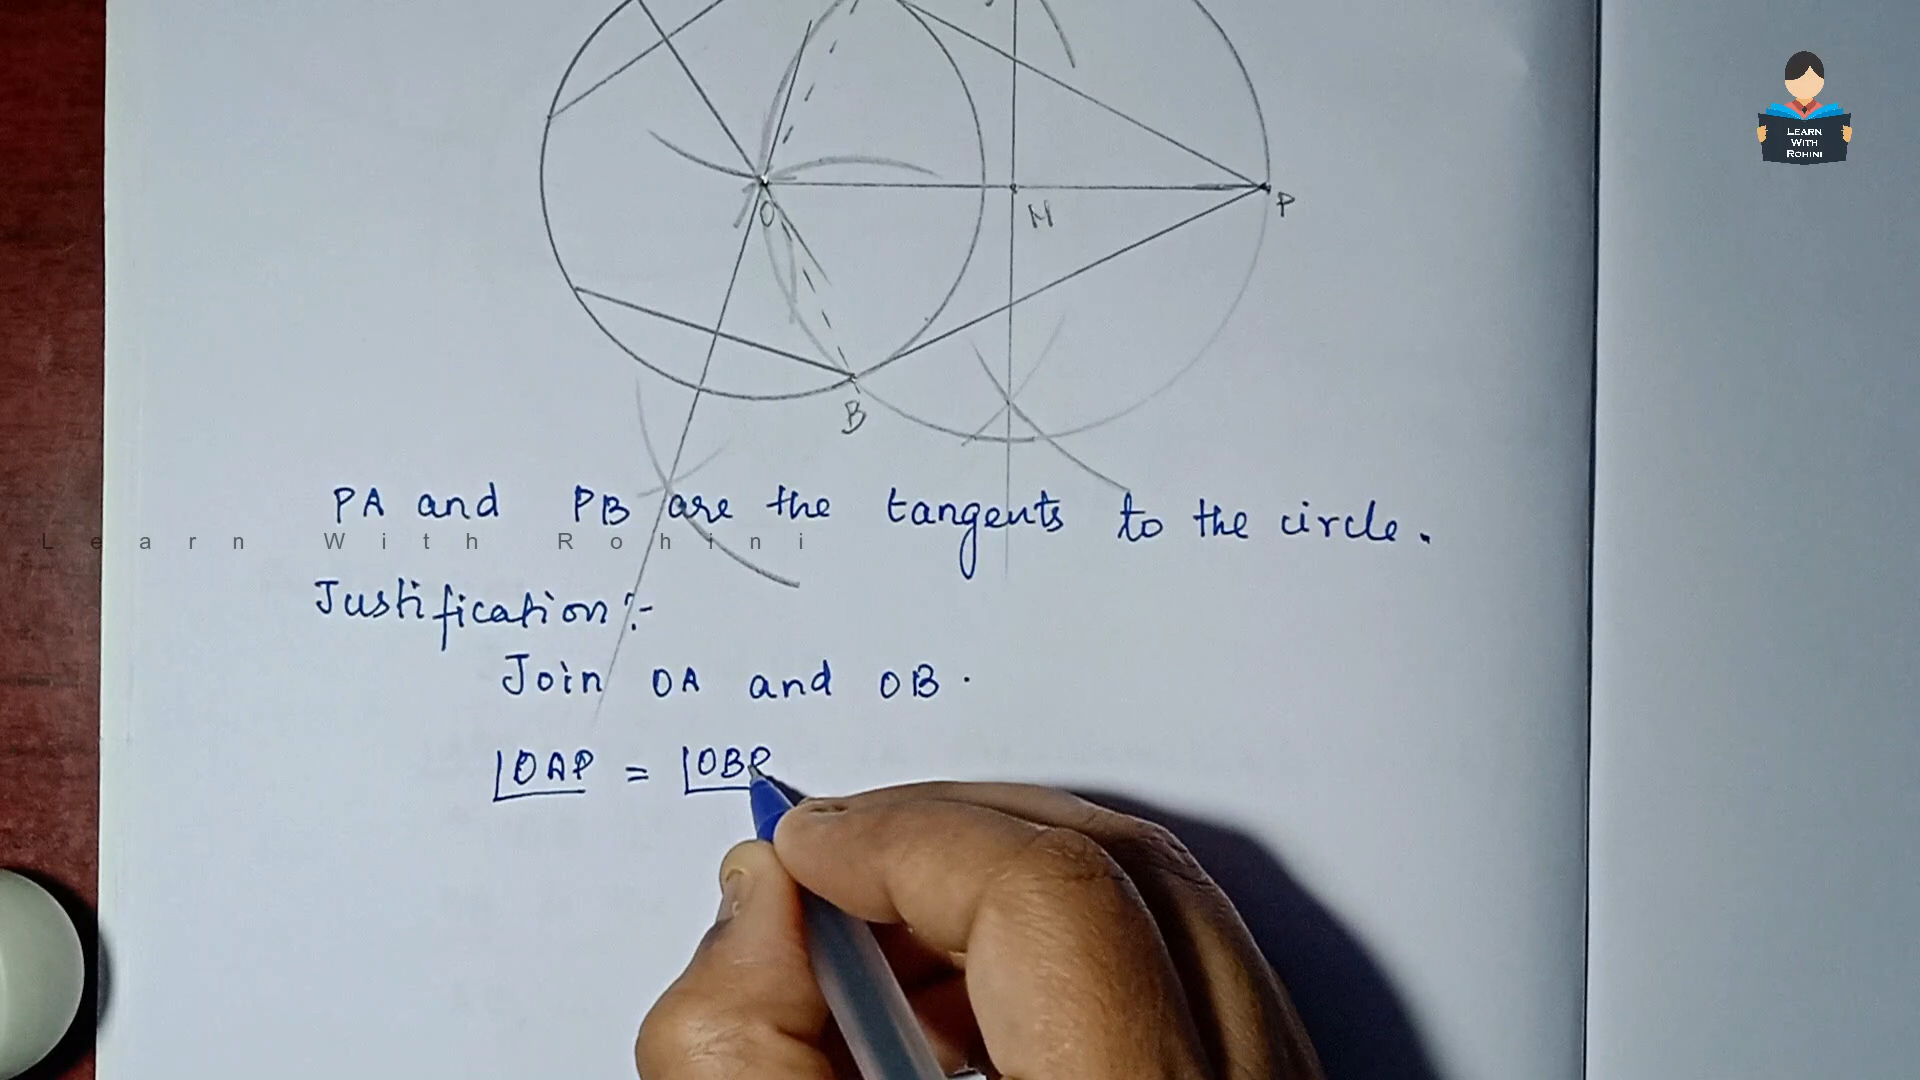 LEARN
WITH
ROHINI
O
M
P
B
PA and PB are the tangents to the circle.
Learn With Rohini
Justification:-
Join OA and OB.
∠OAP = ∠OBP